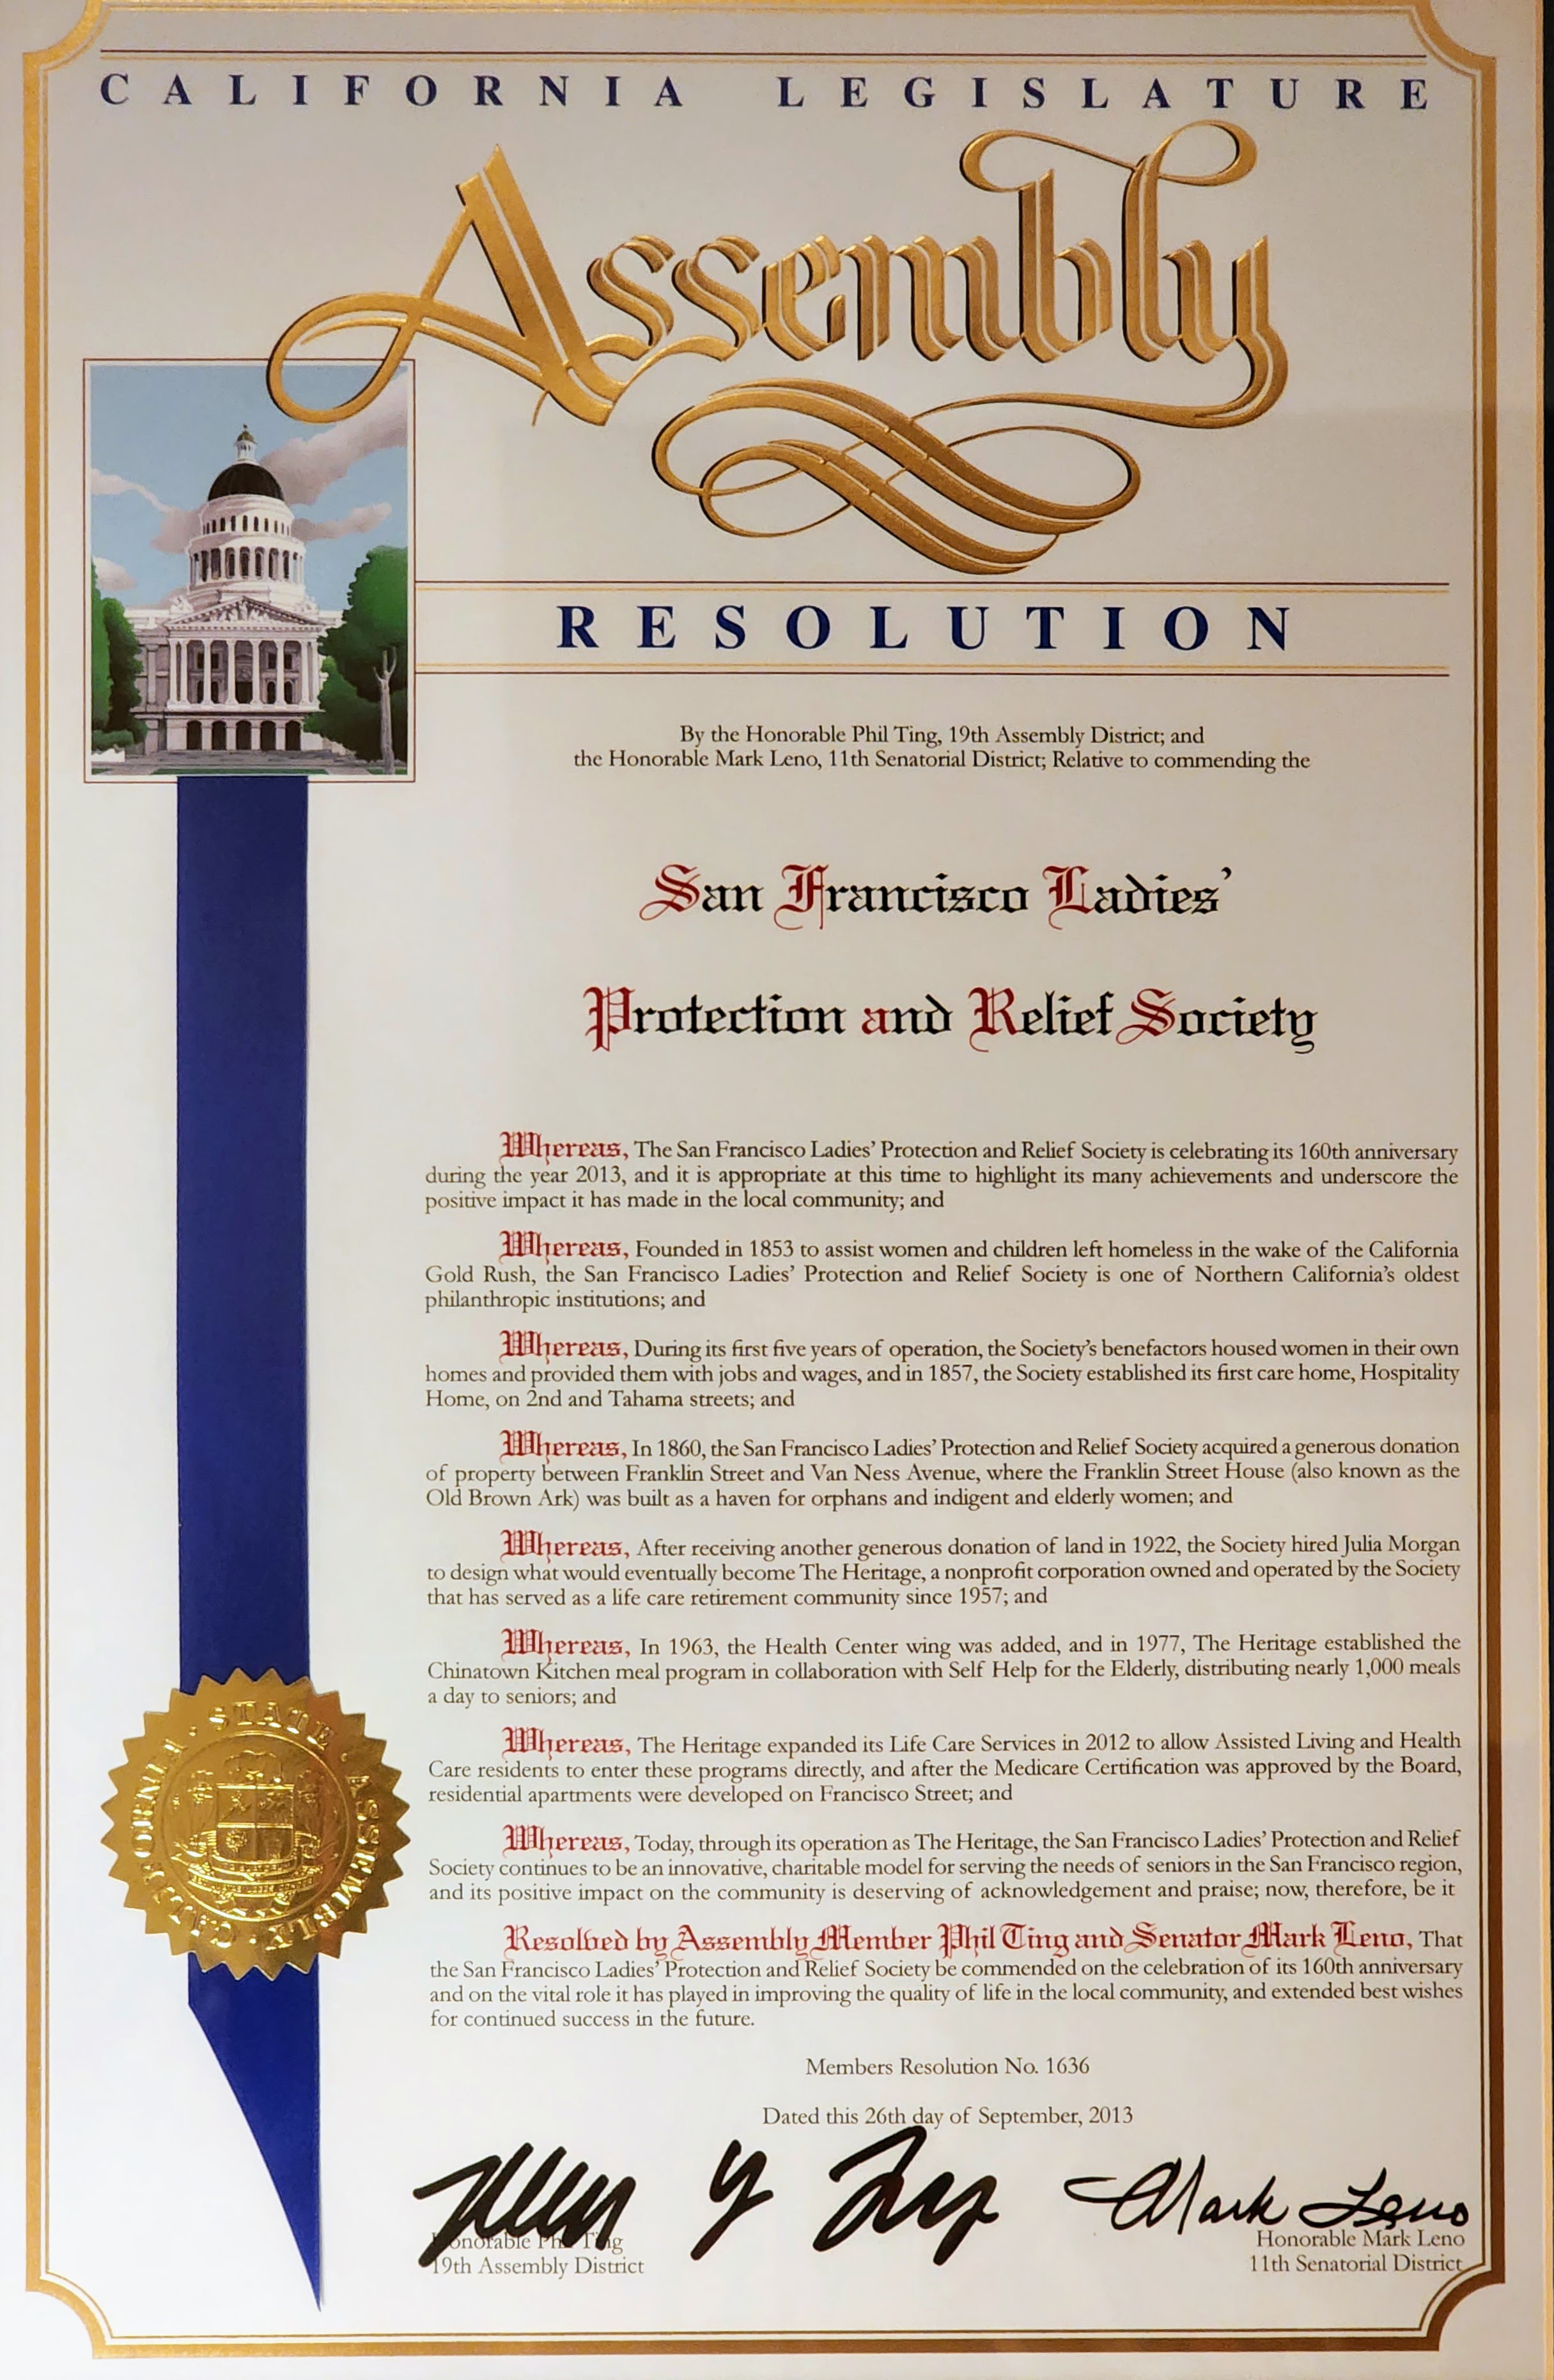 CALIFORNIA LEGISLATURE
Assembly
RESOLUTION
By the Honorable Phil Ting, 19th Assembly District; and
the Honorable Mark Leno, 11th Senatorial District; Relative to commending the
San Francisco Ladies'
Protection and Relief Society
Whereas, The San Francisco Ladies' Protection and Relief Society is celebrating its 160th anniversary
during the year 2013, and it is appropriate at this time to highlight its many achievements and underscore the
positive impact it has made in the local community; and
Whereas, Founded in 1853 to assist women and children left homeless in the wake of the California
Gold Rush, the San Francisco Ladies' Protection and Relief Society is one of Northern California's oldest
philanthropic institutions; and
Whereas, During its first five years of operation, the Society's benefactors housed women in their own
homes and provided them with jobs and wages, and in 1857, the Society established its first care home, Hospitality
Home, on 2nd and Tahama streets; and
Whereas, In 1860, the San Francisco Ladies' Protection and Relief Society acquired a generous donation
of property between Franklin Street and Van Ness Avenue, where the Franklin Street House (also known as the
Old Brown Ark) was built as a haven for orphans and indigent and elderly women; and
Whereas, After receiving another generous donation of land in 1922, the Society hired Julia Morgan
to design what would eventually become The Heritage, a nonprofit corporation owned and operated by the Society
that has served as a life care retirement community since 1957; and
Whereas, In 1963, the Health Center wing was added, and in 1977, The Heritage established the
Chinatown Kitchen meal program in collaboration with Self Help for the Elderly, distributing nearly 1,000 meals
a day to seniors; and
Whereas, The Heritage expanded its Life Care Services in 2012 to allow Assisted Living and Health
Care residents to enter these programs directly, and after the Medicare Certification was approved by the Board,
residential apartments were developed on Francisco Street; and
Whereas, Today, through its operation as The Heritage, the San Francisco Ladies' Protection and Relief
Society continues to be an innovative, charitable model for serving the needs of seniors in the San Francisco region,
and its positive impact on the community is deserving of acknowledgement and praise; now, therefore, be it
Resolved by Assembly Member Phil Ting and Senator Mark Leno, That
the San Francisco Ladies' Protection and Relief Society be commended on the celebration of its 160th anniversary
and on the vital role it has played in improving the quality of life in the local community, and extended best wishes
for continued success in the future.
CALIFORNIA STATE ASSEMBLY
Members Resolution No. 1636
Dated this 26th day of September, 2013
Mark Leno
Honorable Phil Ting
19th Assembly District
Honorable Mark Leno
11th Senatorial District